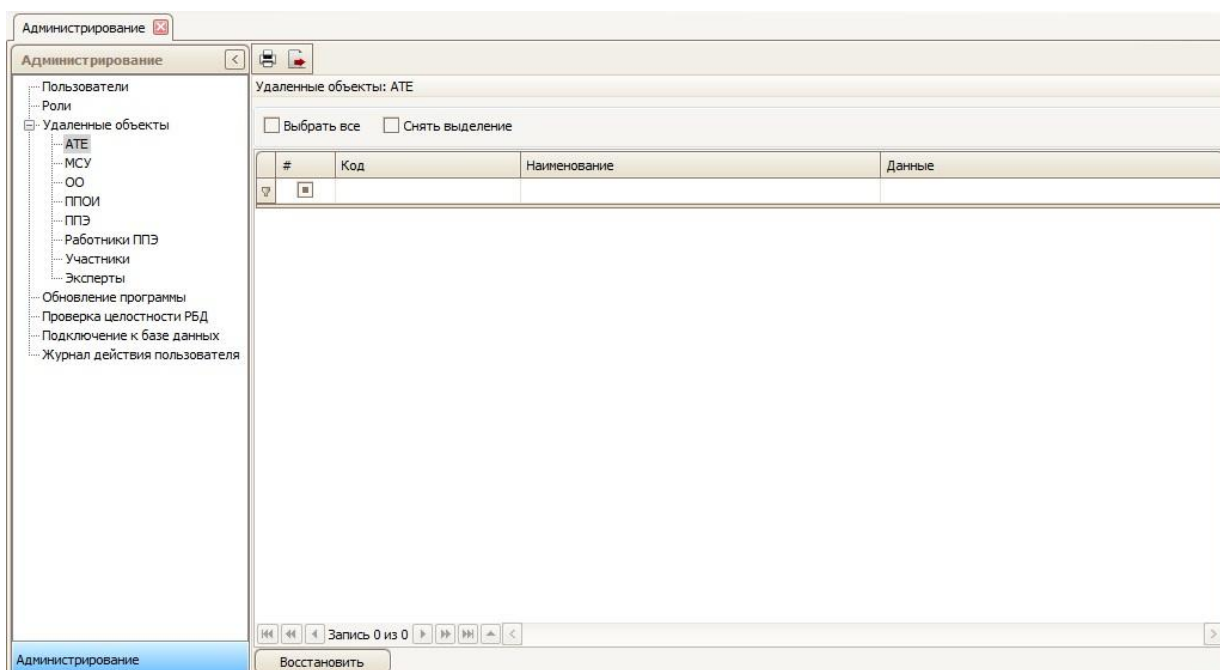 Администрирование
Администрирование
Пользователи
Роли
Удаленные объекты
АТЕ
МСУ
ОО
ППОИ
ППЭ
Работники ППЭ
Участники
Эксперты
Обновление программы
Проверка целостности РБД
Подключение к базе данных
Журнал действия пользователя
Администрирование
Удаленные объекты: АТЕ
Выбрать все Снять выделение
# Код Наименование Данные
Запись 0 из 0
Восстановить